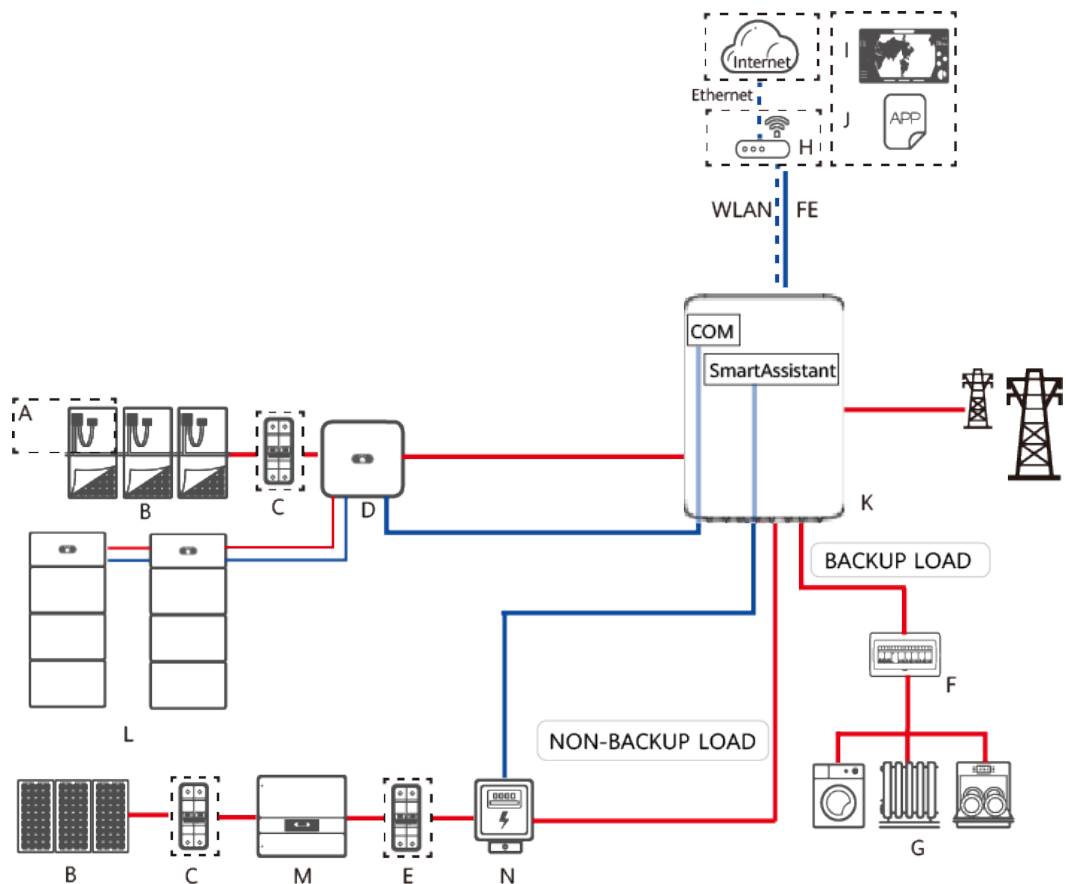 Internet
I
Ethernet
J
APP
H
WLAN
FE
COM
SmartAssistant
A
B
C
D
K
BACKUP LOAD
F
L
NON-BACKUP LOAD
G
B
C
M
E
N